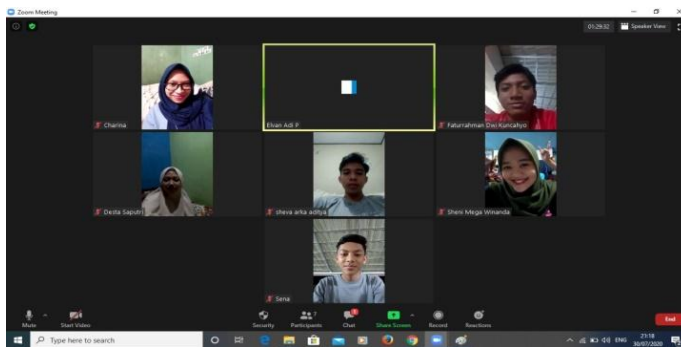 Zoom Meeting
01:29:32 Speaker View
Charina
Elvan Adi P
Faturrahman Dwi Kuncahyo
Desta Saputri
sheva arka aditya
Sheni Mega Winanda
Sena
Mute
Start Video
Security
Participants
7
Chat
Share Screen
Record
Reactions
End
Type here to search
ENG
21:18
30/07/2020